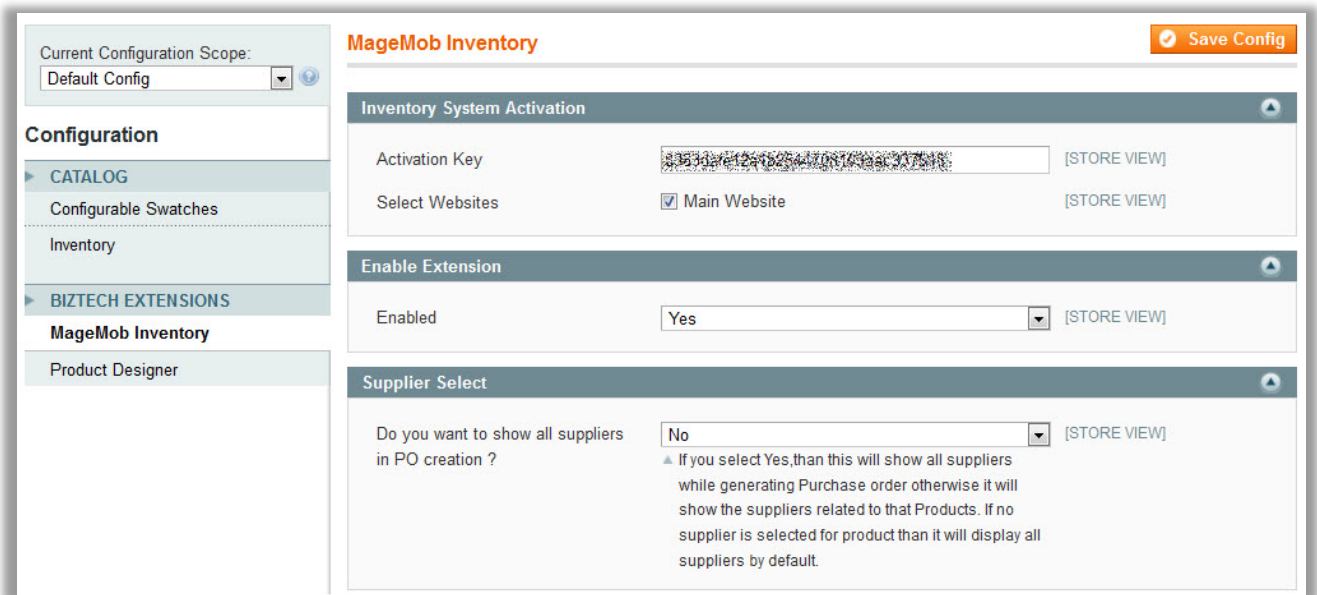 Current Configuration Scope:
Default Config
Configuration
CATALOG
Configurable Swatches
Inventory
BIZTECH EXTENSIONS
MageMob Inventory
Product Designer
MageMob Inventory
Save Config
Inventory System Activation
Activation Key
[STORE VIEW]
Select Websites
Main Website
[STORE VIEW]
Enable Extension
Enabled
Yes
[STORE VIEW]
Supplier Select
Do you want to show all suppliers
in PO creation ?
No
[STORE VIEW]
If you select Yes,than this will show all suppliers
while generating Purchase order otherwise it will
show the suppliers related to that Products. If no
supplier is selected for product than it will display all
suppliers by default.